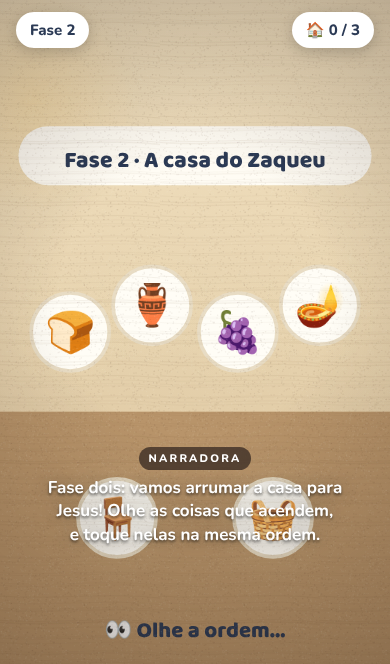 Fase 2
0 / 3
Fase 2 · A casa do Zaqueu
NARRADORA
Fase dois: vamos arrumar a casa para
Jesus! Olhe as coisas que acendem,
e toque nelas na mesma ordem.
Olhe a ordem...